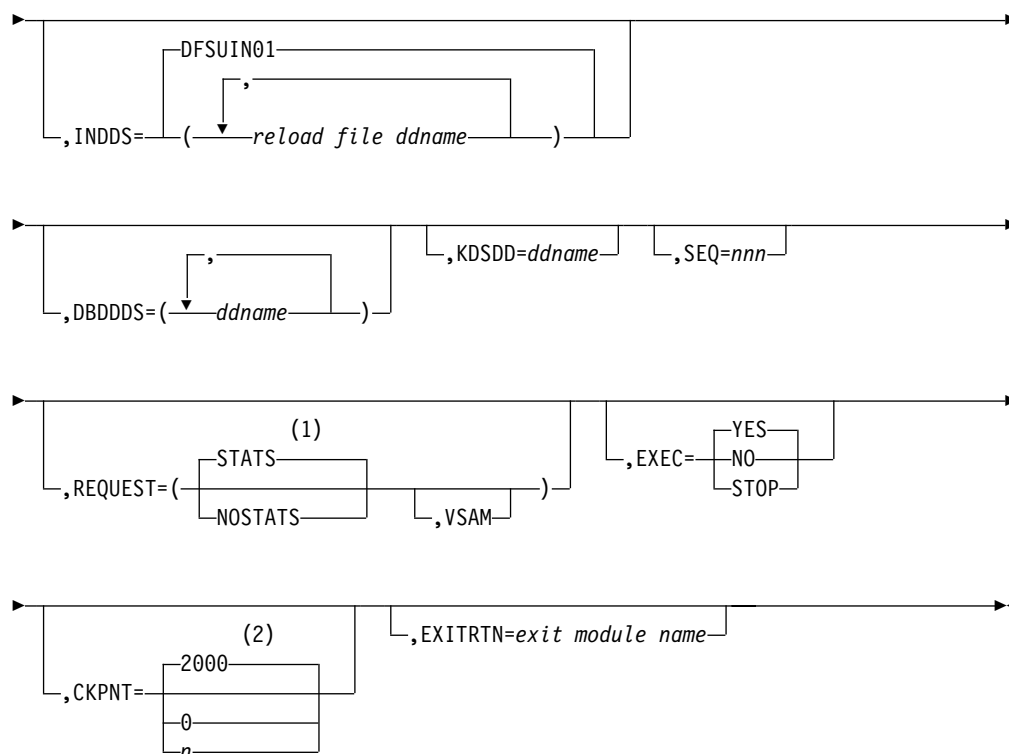 DFSUIN01
,
,INDDS= ( reload file ddname )
,
,KDSDD=ddname ,SEQ=nnn
,DBDDDS=( ddname )
(1)
STATS YES
,REQUEST=( ) ,EXEC= NO
NOSTATS ,VSAM STOP
(2)
,EXITRTN=exit module name
2000
,CKPNT=
0
n